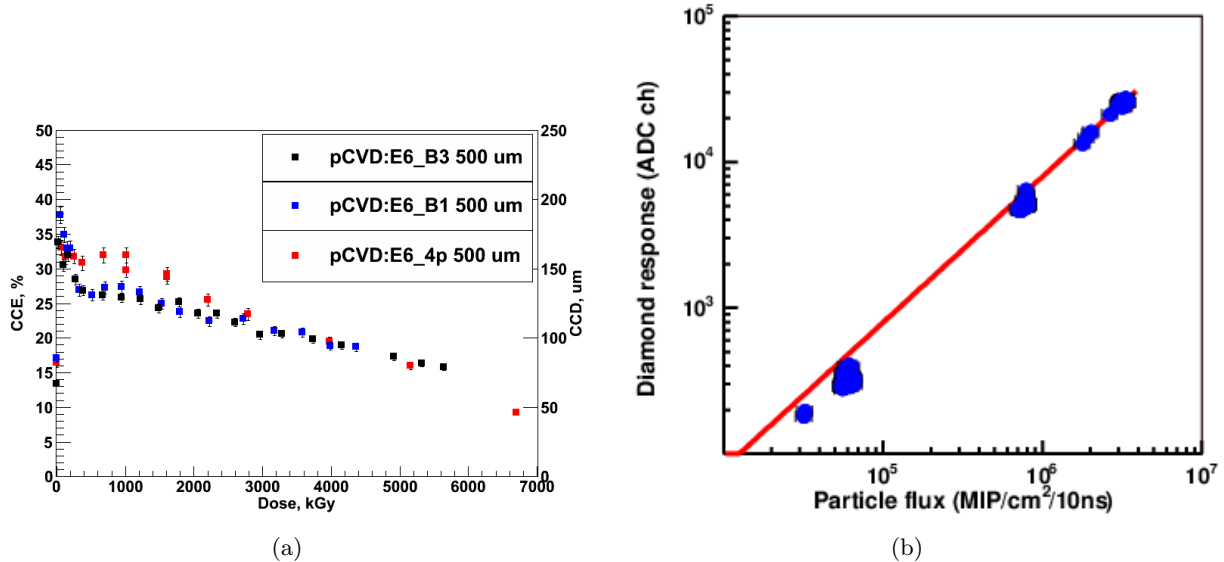 50
45
40
35
30
25
20
15
10
5
0
CCE, %
250
200
150
100
50
0
CCD, um
pCVD:E6_B3 500 um
pCVD:E6_B1 500 um
pCVD:E6_4p 500 um
0 1000 2000 3000 4000 5000 6000 7000
Dose, kGy
(a)
10^5
10^4
10^3
Diamond response (ADC ch)
10^5 10^6 10^7
Particle flux (MIP/cm^2/10ns)
(b)